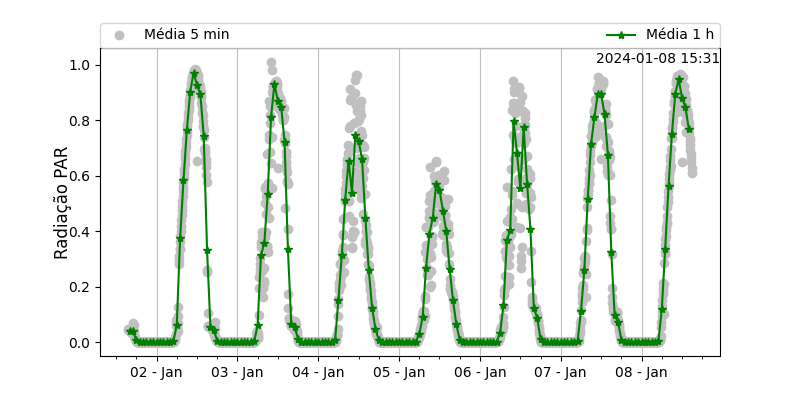 Média 5 min
Média 1 h
2024-01-08 15:31
Radiação PAR
1.0
0.8
0.6
0.4
0.2
0.0
02 - Jan
03 - Jan
04 - Jan
05 - Jan
06 - Jan
07 - Jan
08 - Jan